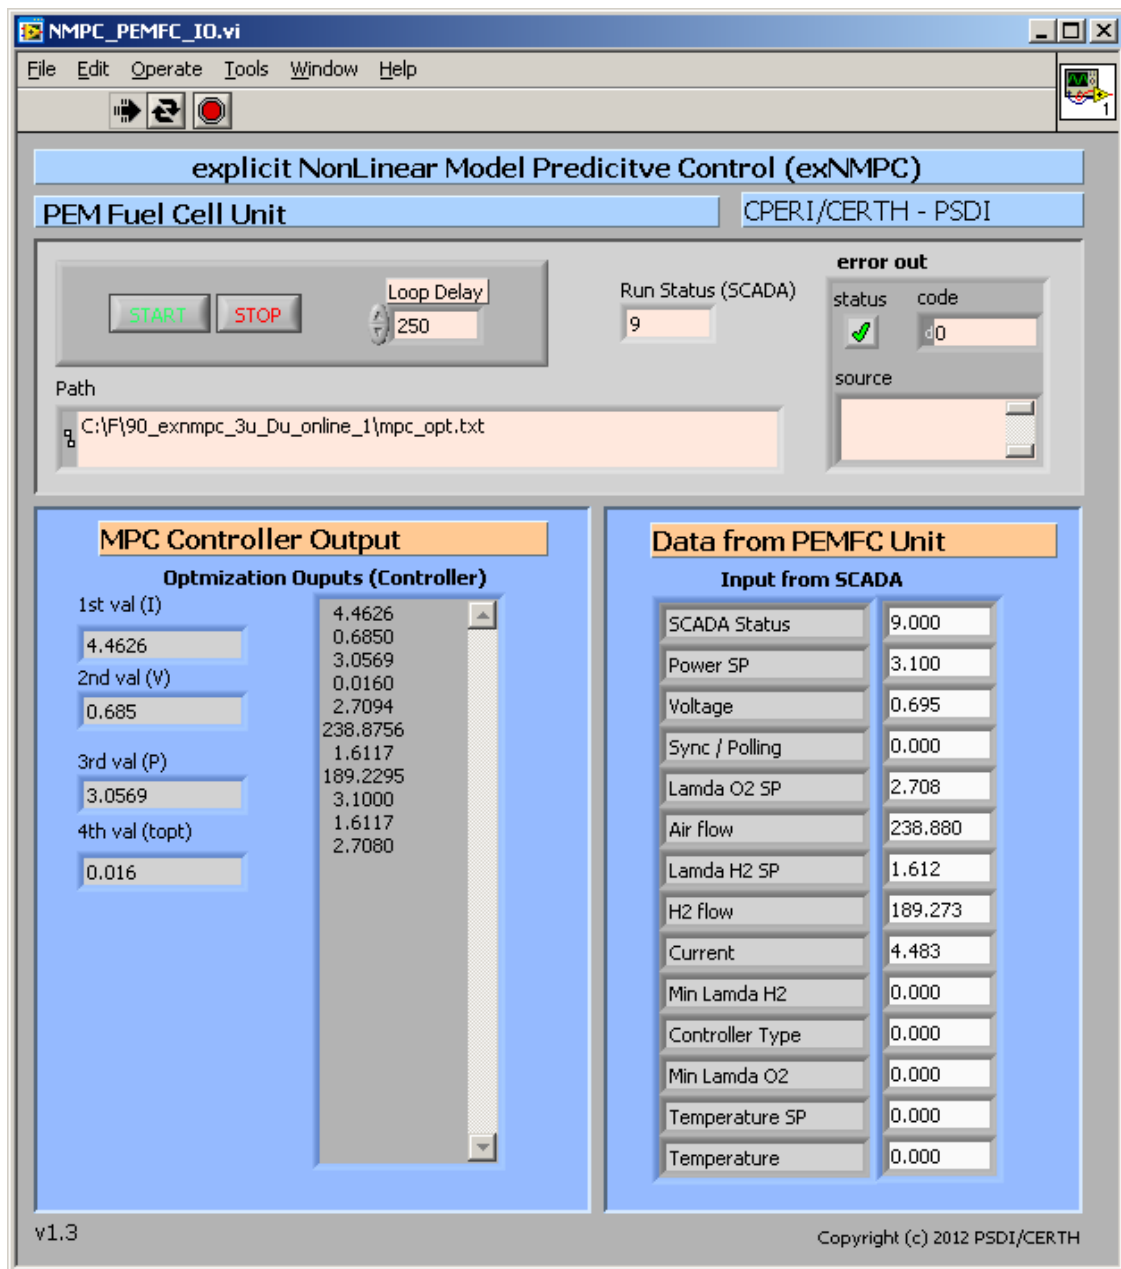 NMPC_PEMFC_IO.vi
File Edit Operate Tools Window Help
1
explicit NonLinear Model Predicitve Control (exNMPC)
PEM Fuel Cell Unit
CPERI/CERTH - PSDI
START
STOP
Loop Delay
250
Run Status (SCADA)
9
error out
status
code
d0
source
Path
C:\F\90_exnmpc_3u_Du_online_1\mpc_opt.txt
MPC Controller Output
Optmization Ouputs (Controller)
1st val (I)
4.4626
2nd val (V)
0.685
3rd val (P)
3.0569
4th val (topt)
0.016
4.4626
0.6850
3.0569
0.0160
2.7094
238.8756
1.6117
189.2295
3.1000
1.6117
2.7080
Data from PEMFC Unit
Input from SCADA
SCADA Status 9.000
Power SP 3.100
Voltage 0.695
Sync / Polling 0.000
Lamda O2 SP 2.708
Air flow 238.880
Lamda H2 SP 1.612
H2 flow 189.273
Current 4.483
Min Lamda H2 0.000
Controller Type 0.000
Min Lamda O2 0.000
Temperature SP 0.000
Temperature 0.000
v1.3
Copyright (c) 2012 PSDI/CERTH